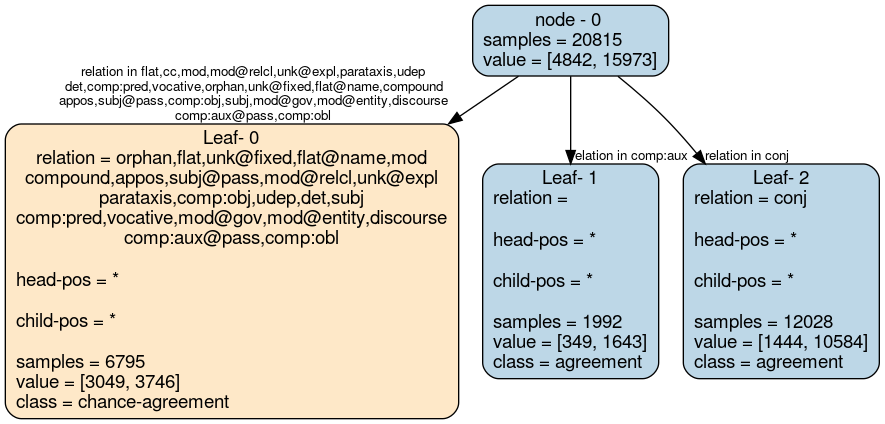 node - 0
samples = 20815
value = [4842, 15973]
relation in flat,cc,mod,mod@relcl,unk@expl,parataxis,udep
det,comp:pred,vocative,orphan,unk@fixed,flat@name,compound
appos,subj@pass,comp:obj,subj,mod@gov,mod@entity,discourse
comp:aux@pass,comp:obl
relation in comp:aux
relation in conj
Leaf- 0
relation = orphan,flat,unk@fixed,flat@name,mod
compound,appos,subj@pass,mod@relcl,unk@expl
parataxis,comp:obj,udep,det,subj
comp:pred,vocative,mod@gov,mod@entity,discourse
comp:aux@pass,comp:obl
head-pos = *
child-pos = *
samples = 6795
value = [3049, 3746]
class = chance-agreement
Leaf- 1
relation =
head-pos = *
child-pos = *
samples = 1992
value = [349, 1643]
class = agreement
Leaf- 2
relation = conj
head-pos = *
child-pos = *
samples = 12028
value = [1444, 10584]
class = agreement